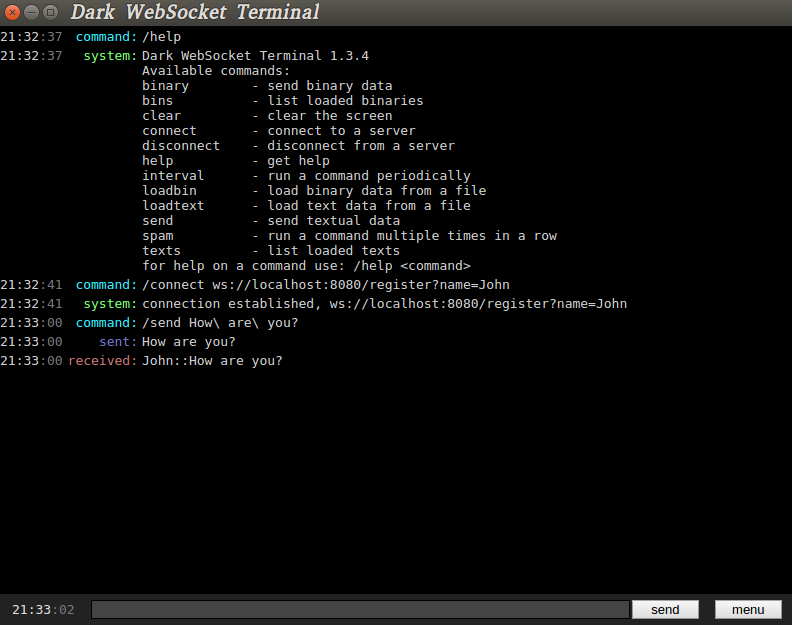 Dark WebSocket Terminal
21:32:37 command: /help
21:32:37 system: Dark WebSocket Terminal 1.3.4
Available commands:
binary        - send binary data
bins          - list loaded binaries
clear         - clear the screen
connect       - connect to a server
disconnect    - disconnect from a server
help          - get help
interval      - run a command periodically
loadbin       - load binary data from a file
loadtext      - load text data from a file
send          - send textual data
spam          - run a command multiple times in a row
texts         - list loaded texts
for help on a command use: /help <command>
21:32:41 command: /connect ws://localhost:8080/register?name=John
21:32:41 system: connection established, ws://localhost:8080/register?name=John
21:33:00 command: /send How\ are\ you?
21:33:00 sent: How are you?
21:33:00 received: John::How are you?
21:33:02 send menu